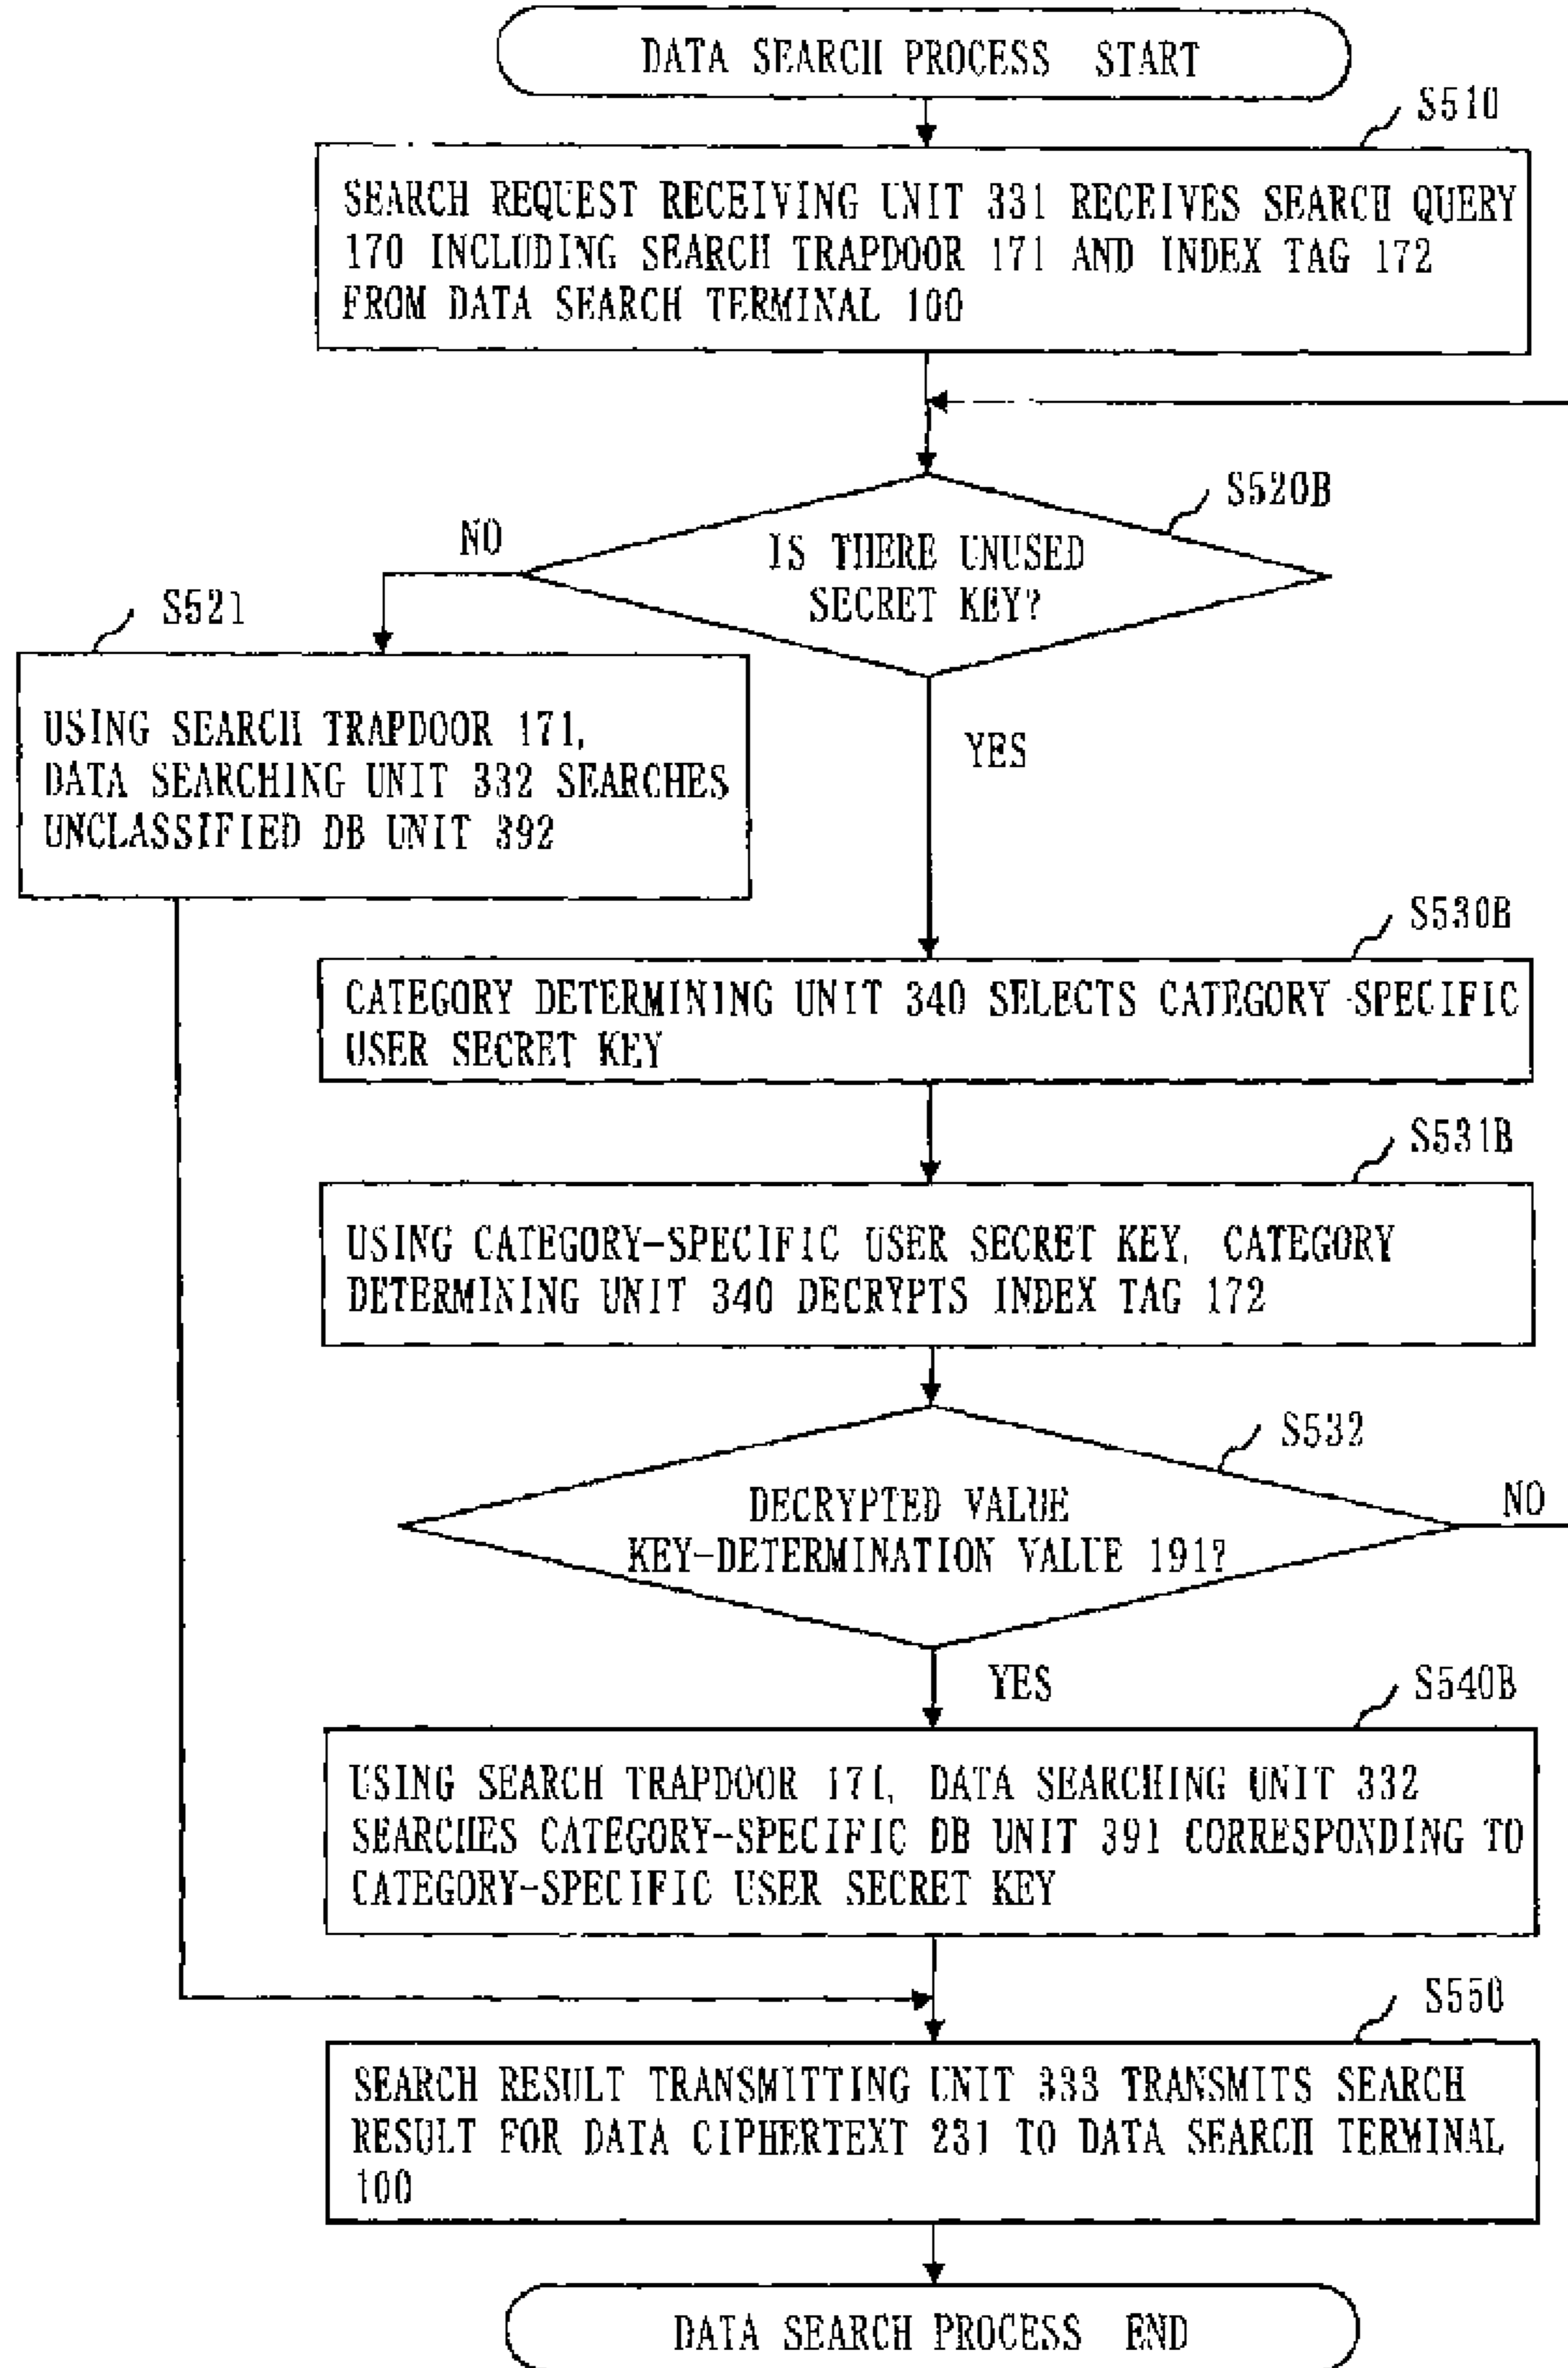 DATA SEARCH PROCESS START
S510
SEARCH REQUEST RECEIVING UNIT 331 RECEIVES SEARCH QUERY
170 INCLUDING SEARCH TRAPDOOR 171 AND INDEX TAG 172
FROM DATA SEARCH TERMINAL 100
S520B
NO
IS THERE UNUSED
SECRET KEY?
S521
USING SEARCH TRAPDOOR 171,
DATA SEARCHING UNIT 332 SEARCHES
UNCLASSIFIED DB UNIT 392
YES
S530B
CATEGORY DETERMINING UNIT 340 SELECTS CATEGORY-SPECIFIC
USER SECRET KEY
S531B
USING CATEGORY-SPECIFIC USER SECRET KEY, CATEGORY
DETERMINING UNIT 340 DECRYPTS INDEX TAG 172
S532
DECRYPTED VALUE
KEY-DETERMINATION VALUE 191?
NO
YES
S540B
USING SEARCH TRAPDOOR 171, DATA SEARCHING UNIT 332
SEARCHES CATEGORY-SPECIFIC DB UNIT 391 CORRESPONDING TO
CATEGORY-SPECIFIC USER SECRET KEY
S550
SEARCH RESULT TRANSMITTING UNIT 333 TRANSMITS SEARCH
RESULT FOR DATA CIPHERTEXT 231 TO DATA SEARCH TERMINAL
100
DATA SEARCH PROCESS END